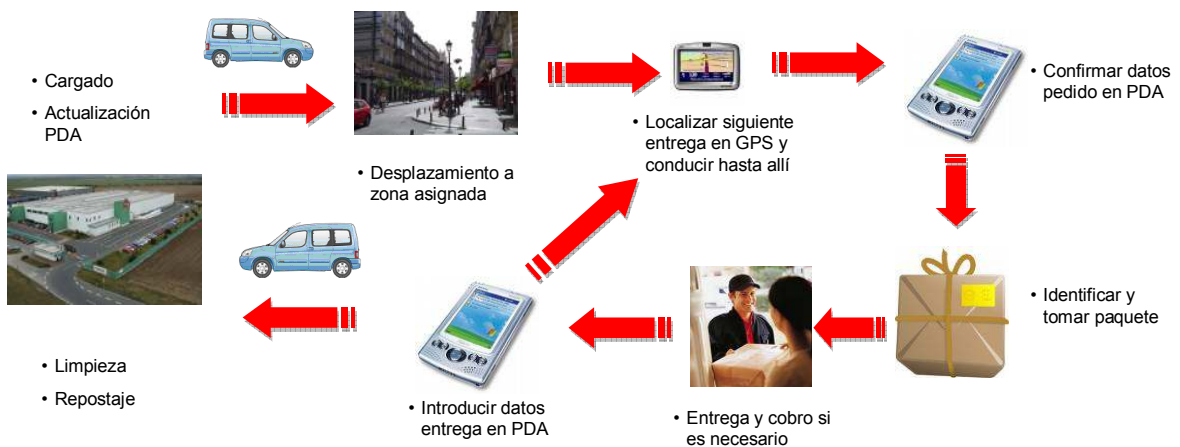 • Cargado
• Actualización
PDA
• Desplazamiento a
zona asignada
• Localizar siguiente
entrega en GPS y
conducir hasta allí
• Confirmar datos
pedido en PDA
• Identificar y
tomar paquete
• Entrega y cobro si
es necesario
• Introducir datos
entrega en PDA
• Limpieza
• Repostaje